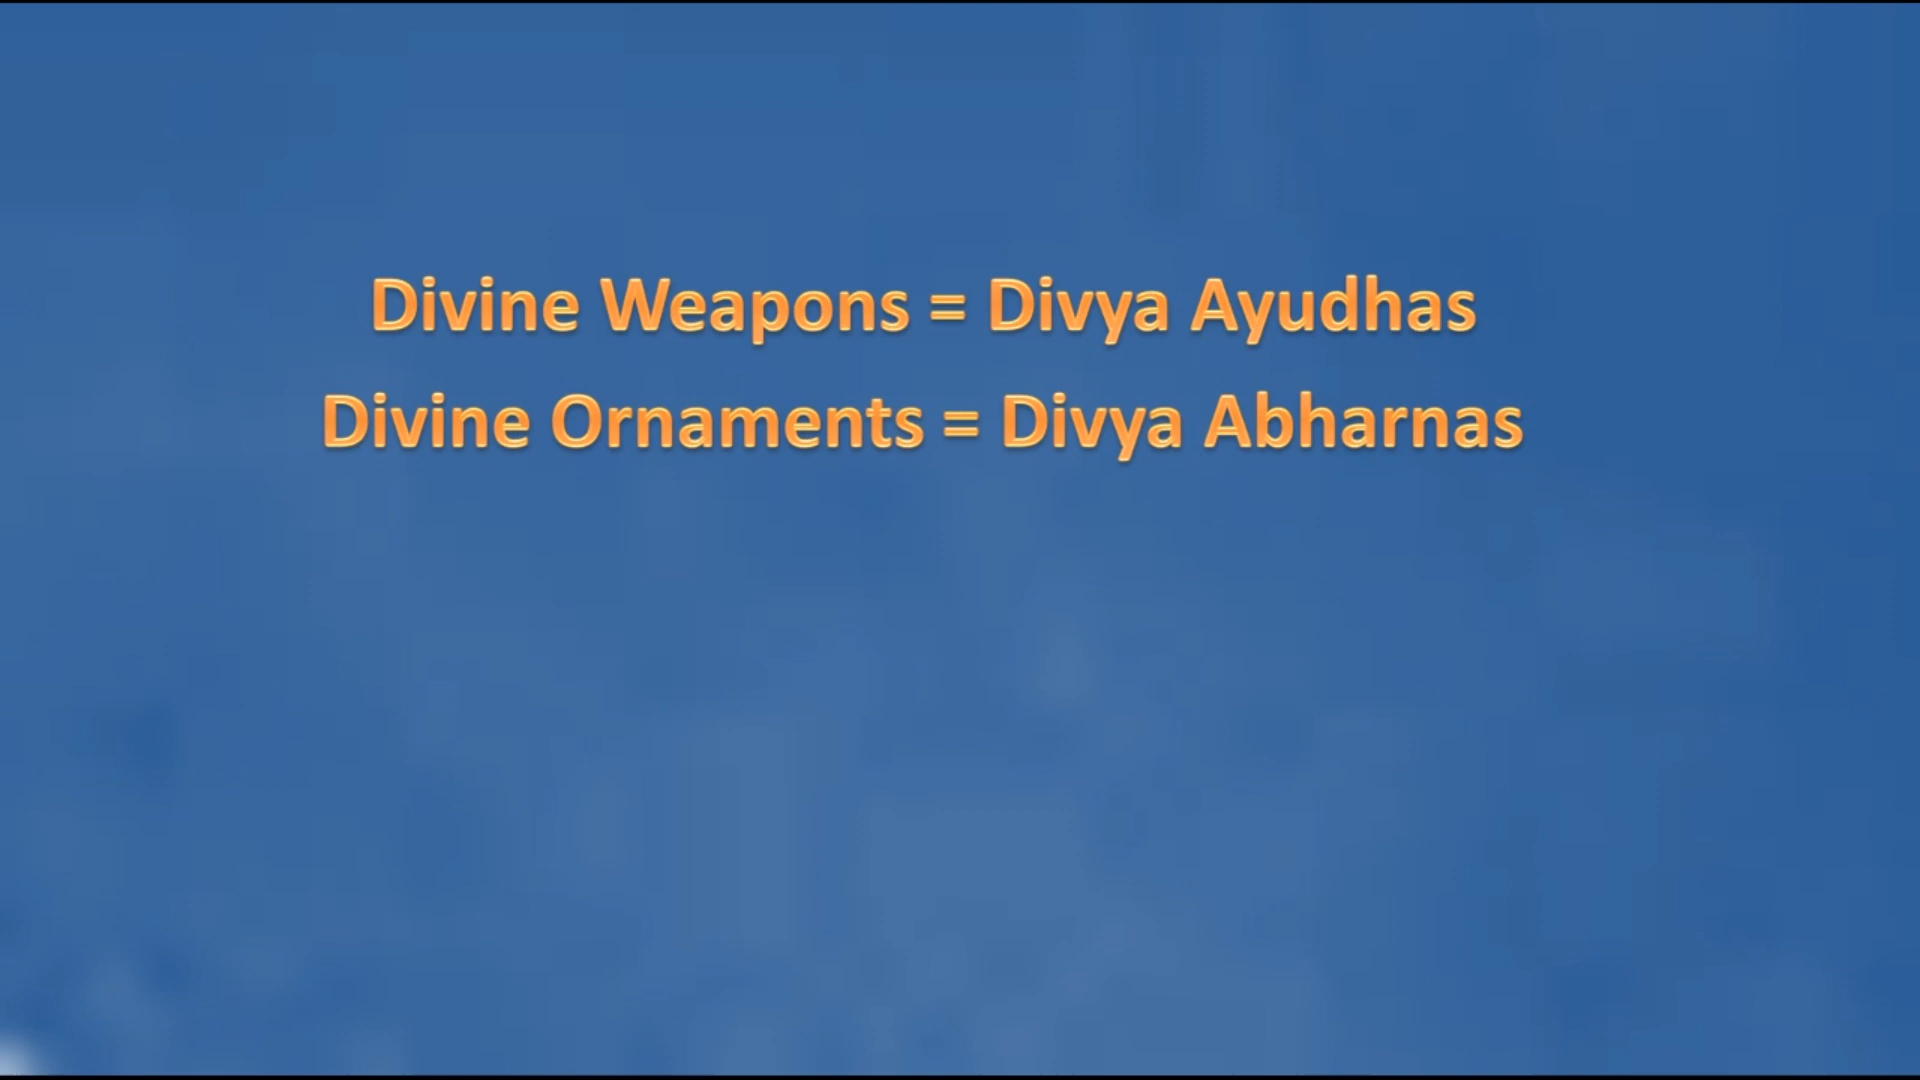 Divine Weapons = Divya Ayudhas
Divine Ornaments = Divya Abharnas